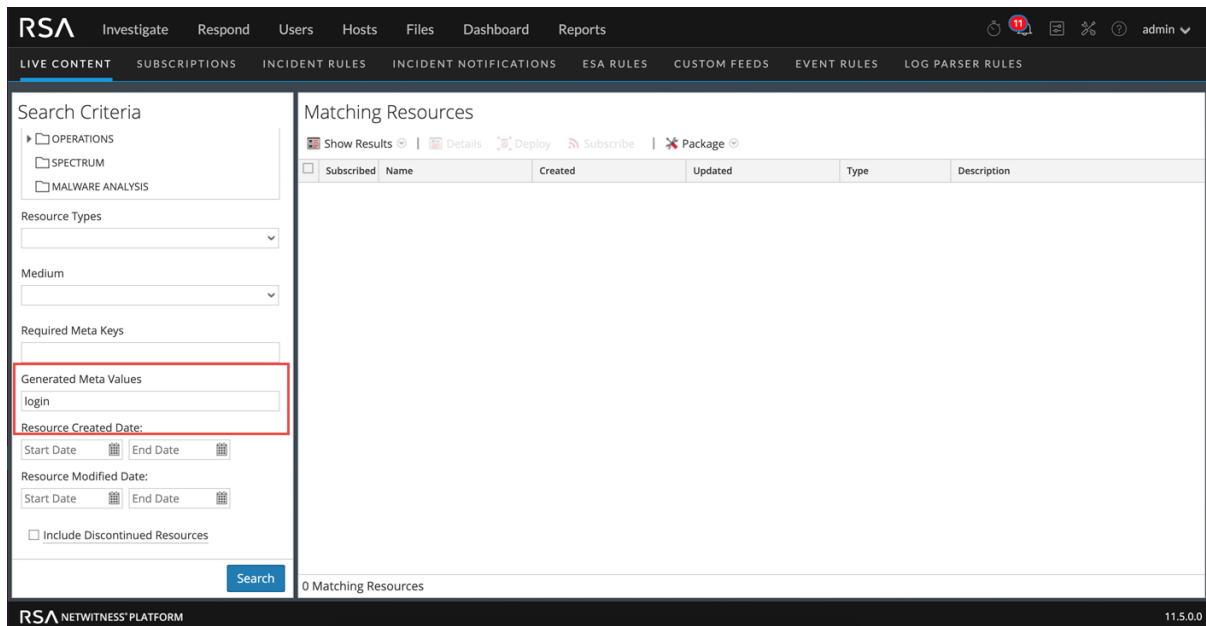 RSA Investigate Respond Users Hosts Files Dashboard Reports 11 admin
LIVE CONTENT SUBSCRIPTIONS INCIDENT RULES INCIDENT NOTIFICATIONS ESA RULES CUSTOM FEEDS EVENT RULES LOG PARSER RULES
Search Criteria
OPERATIONS
SPECTRUM
MALWARE ANALYSIS
Resource Types
Medium
Required Meta Keys
Generated Meta Values
login
Resource Created Date:
Start Date End Date
Resource Modified Date:
Start Date End Date
Include Discontinued Resources
Search
Matching Resources
Show Results | Details Deploy Subscribe | Package
Subscribed Name Created Updated Type Description
0 Matching Resources
RSA NETWITNESS® PLATFORM 11.5.0.0